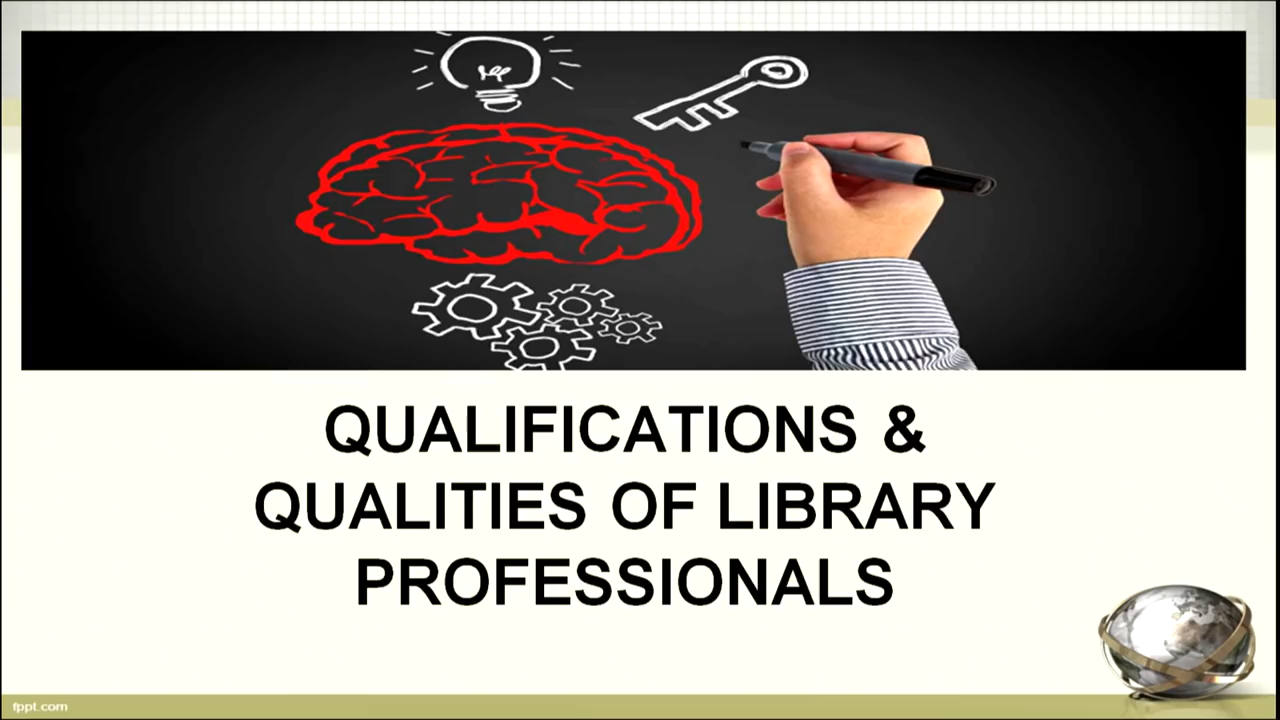 QUALIFICATIONS &
QUALITIES OF LIBRARY
PROFESSIONALS
fppt.com